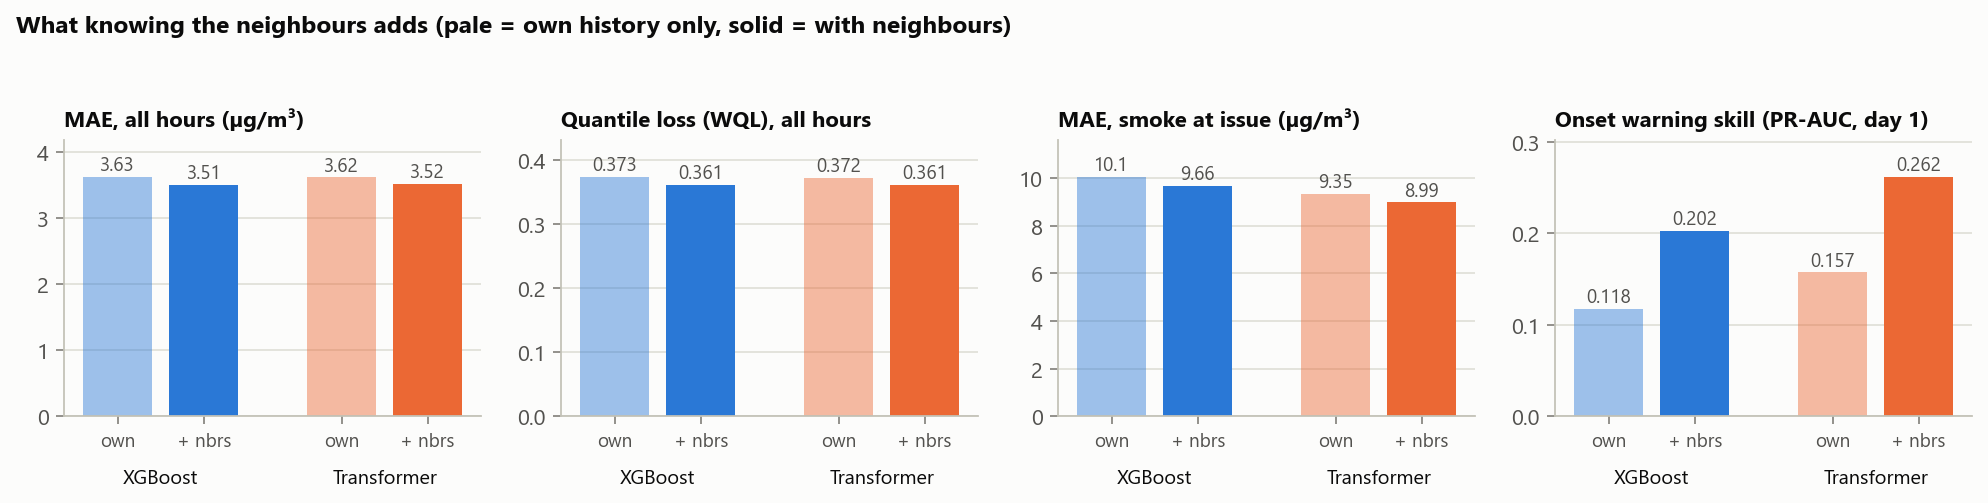 What knowing the neighbours adds (pale = own history only, solid = with neighbours)
MAE, all hours (µg/m³)
4
3
2
1
0
3.63
3.51
3.62
3.52
own
+ nbrs
own
+ nbrs
XGBoost
Transformer
Quantile loss (WQL), all hours
0.4
0.3
0.2
0.1
0.0
0.373
0.361
0.372
0.361
own
+ nbrs
own
+ nbrs
XGBoost
Transformer
MAE, smoke at issue (µg/m³)
10
8
6
4
2
0
10.1
9.66
9.35
8.99
own
+ nbrs
own
+ nbrs
XGBoost
Transformer
Onset warning skill (PR-AUC, day 1)
0.3
0.2
0.1
0.0
0.118
0.202
0.157
0.262
own
+ nbrs
own
+ nbrs
XGBoost
Transformer